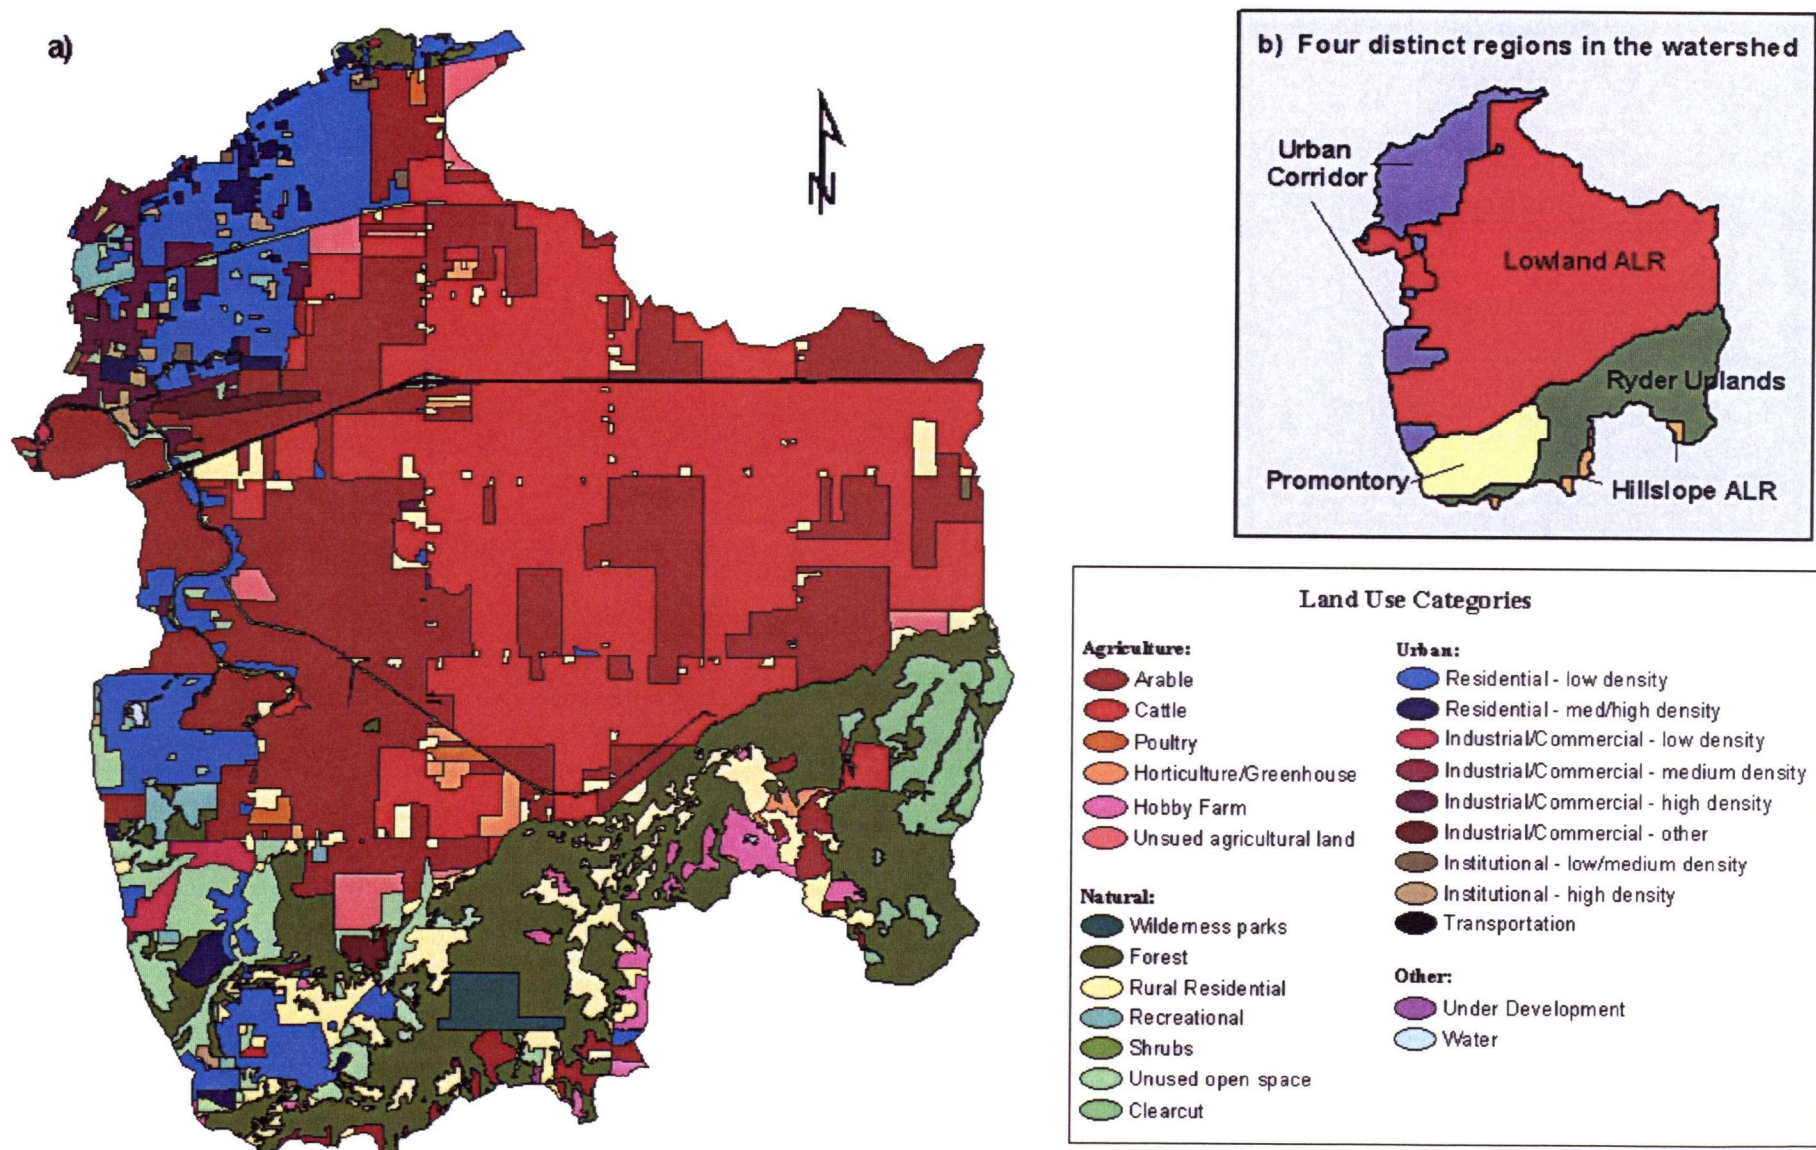 a)
N
b) Four distinct regions in the watershed
Urban
Corridor
Lowland ALR
Ryder Uplands
Promontory
Hillslope ALR
Land Use Categories
Agriculture:
Arable
Cattle
Poultry
Horticulture/Greenhouse
Hobby Farm
Unsued agricultural land
Natural:
Wilderness parks
Forest
Rural Residential
Recreational
Shrubs
Unused open space
Clearcut
Urban:
Residential - low density
Residential - med/high density
Industrial/Commercial - low density
Industrial/Commercial - medium density
Industrial/Commercial - high density
Industrial/Commercial - other
Institutional - low/medium density
Institutional - high density
Transportation
Other:
Under Development
Water